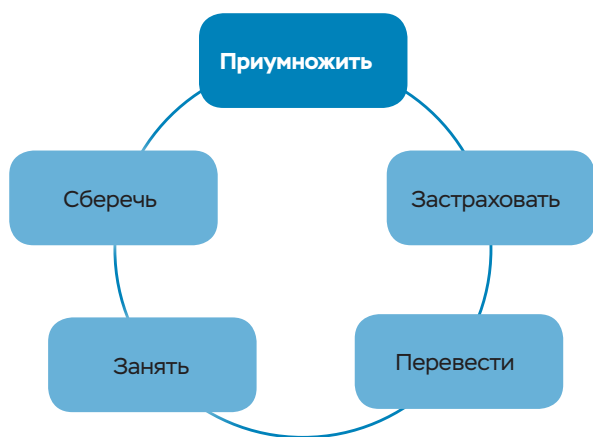 Приумножить
Сберечь
Застраховать
Занять
Перевести